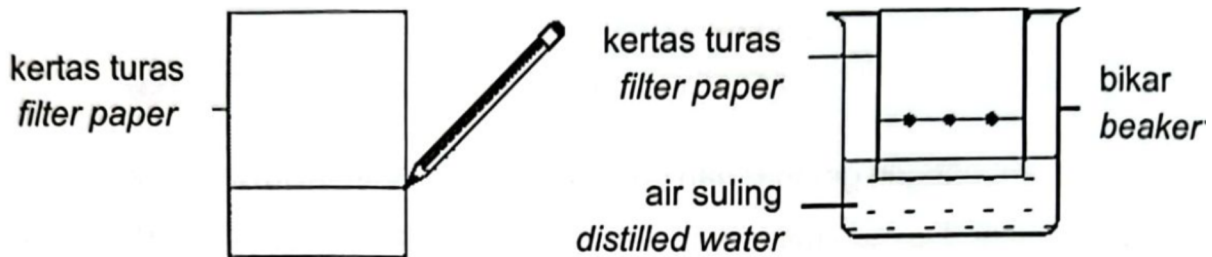 kertas turas
filter paper
kertas turas
filter paper
bikar
beaker
air suling
distilled water